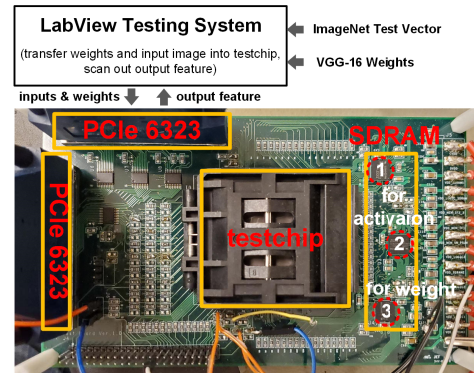 LabView Testing System
(transfer weights and input image into testchip,
scan out output feature)
ImageNet Test Vector
VGG-16 Weights
inputs & weights
output feature
PCIe 6323
SDRAM
PCIe 6323
1
for
activaion
testchip
2
for weight
3